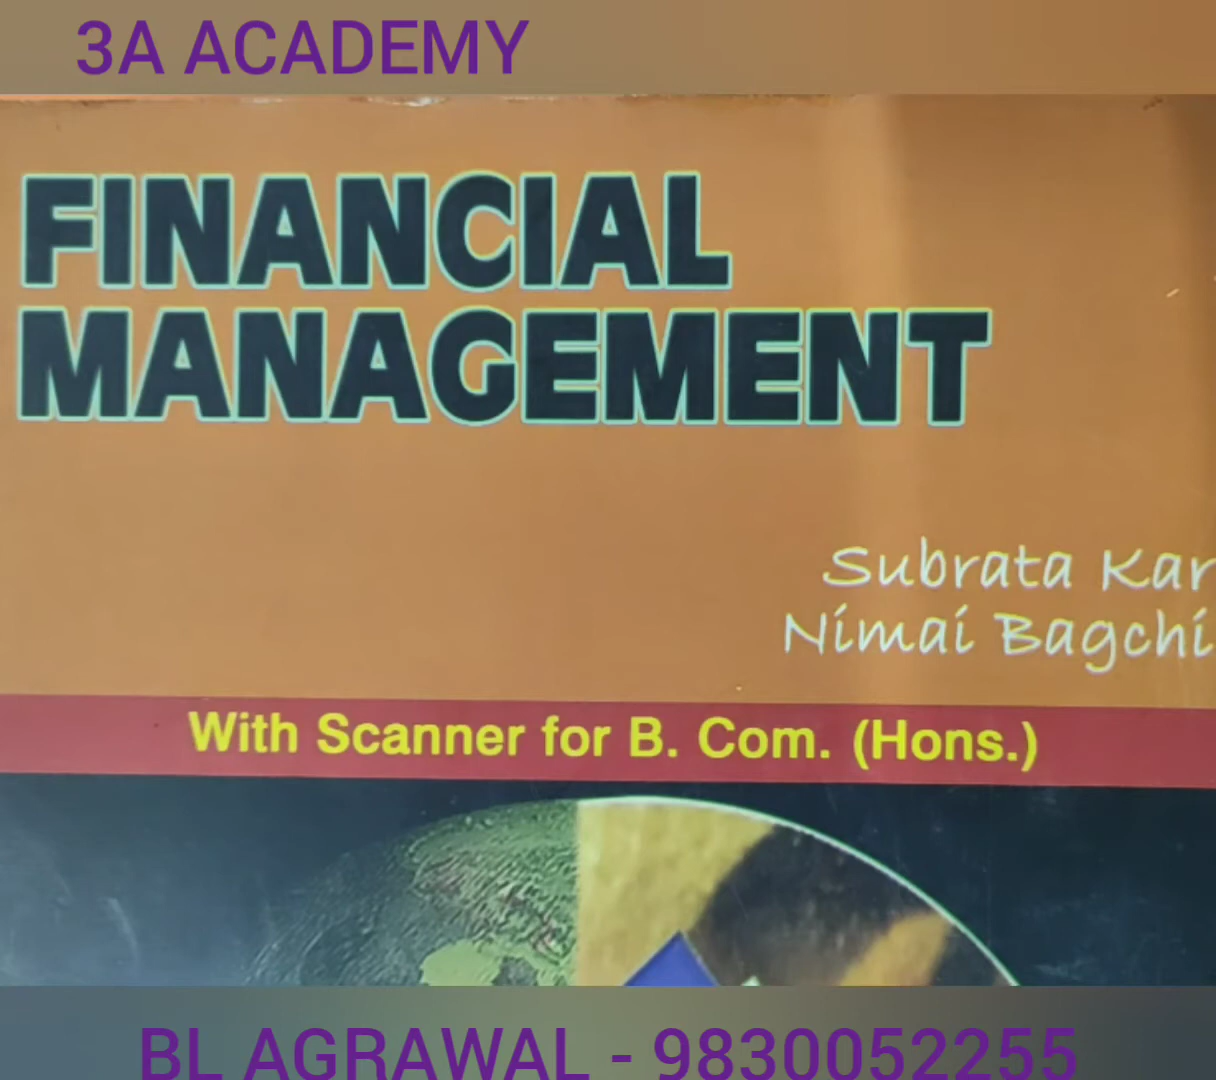 3A ACADEMY
FINANCIAL
MANAGEMENT
Subrata Kar
Nimai Bagchi
With Scanner for B. Com. (Hons.)
BL AGRAWAL - 9830052255